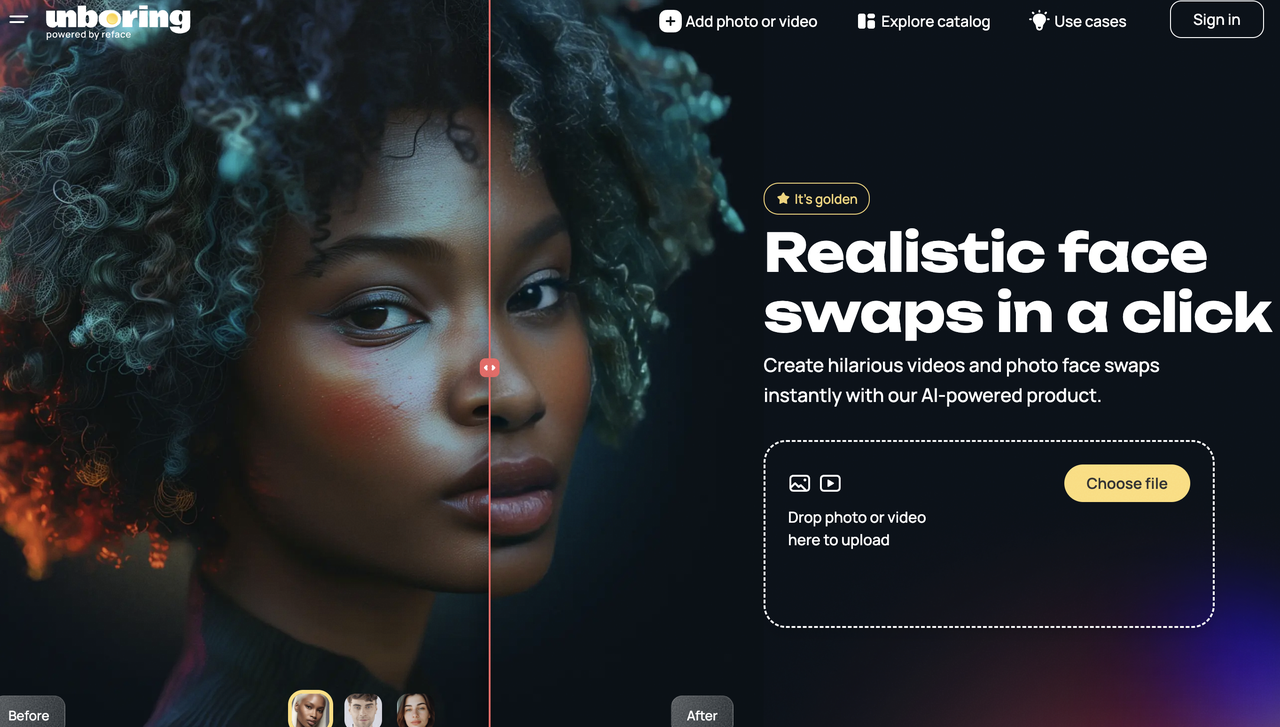 unboring
powered by reface
Add photo or video
Explore catalog
Use cases
Sign in
It's golden
Realistic face
swaps in a click
Create hilarious videos and photo face swaps
instantly with our AI-powered product.
Choose file
Drop photo or video
here to upload
Before
After